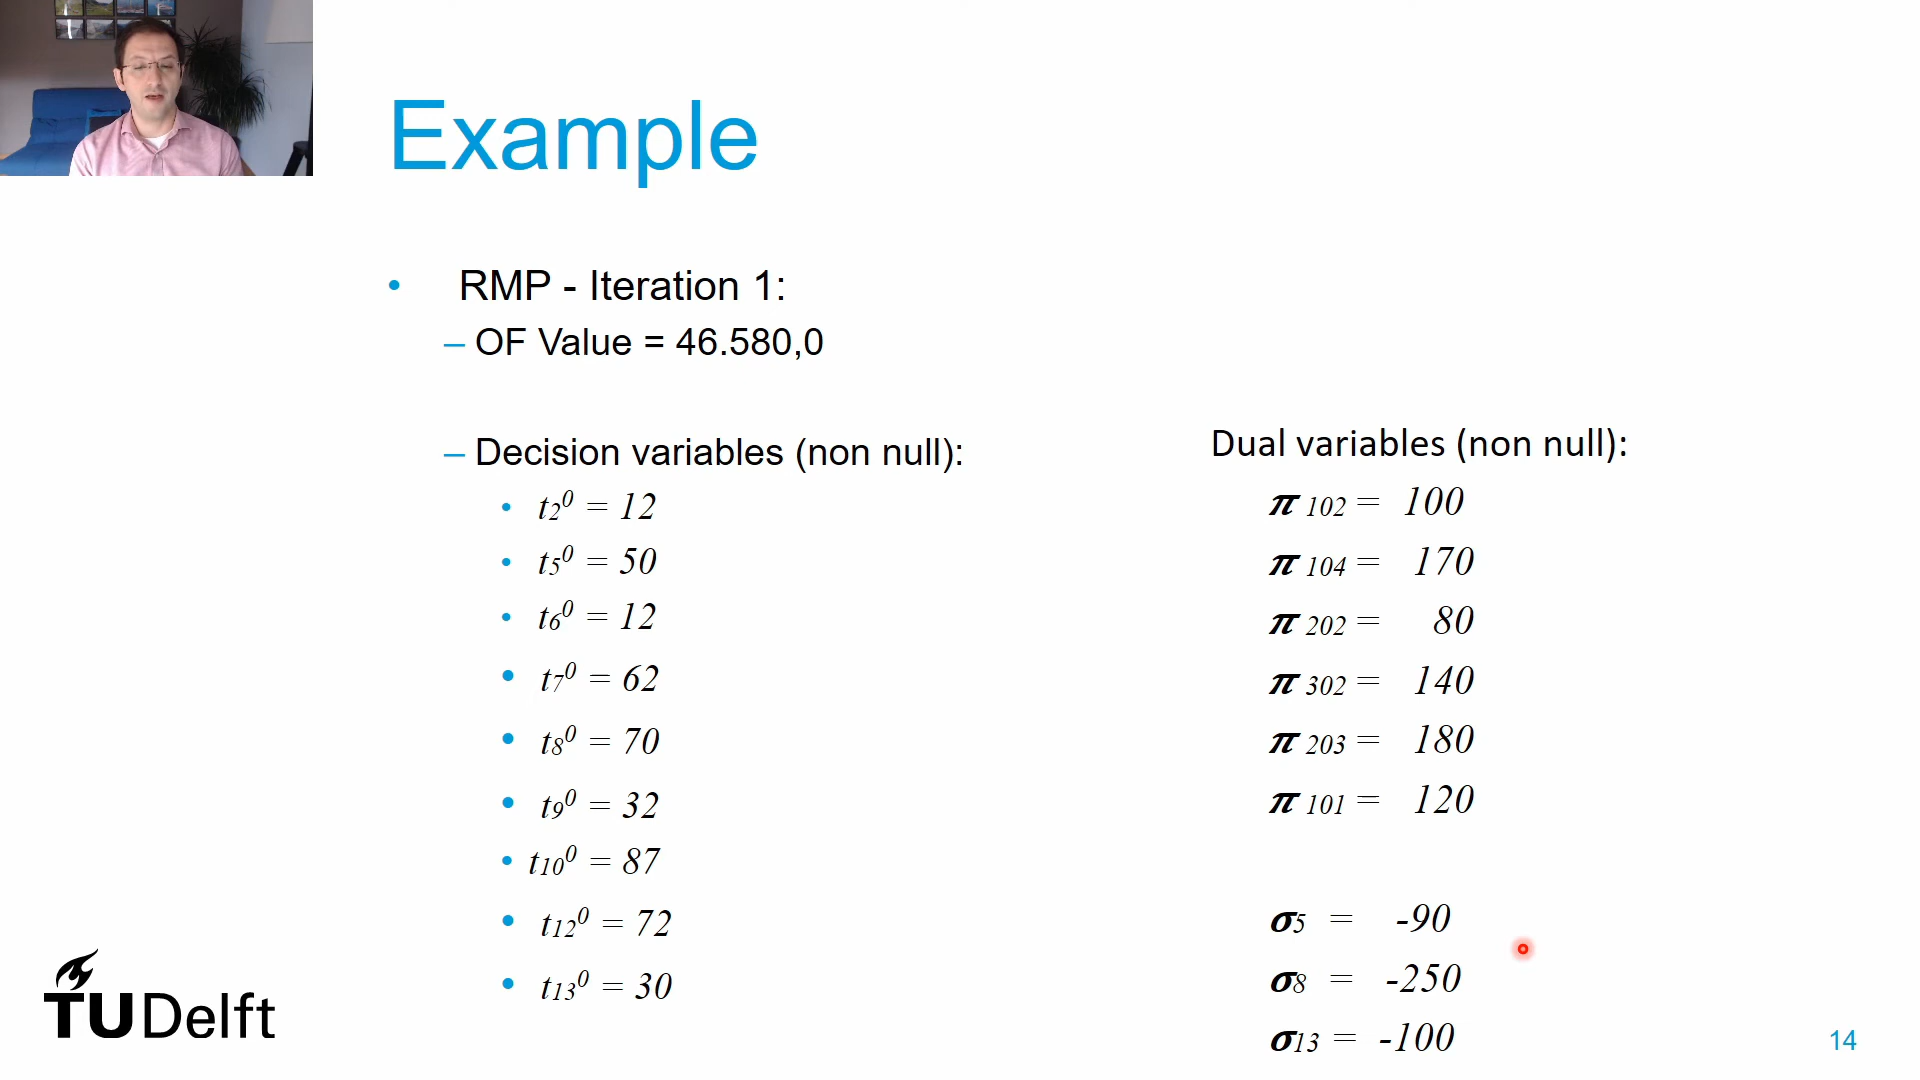 Example
• RMP - Iteration 1:
– OF Value = 46.580,0
– Decision variables (non null):
• t₂⁰ = 12
• t₅⁰ = 50
• t₆⁰ = 12
• t₇⁰ = 62
• t₈⁰ = 70
• t₉⁰ = 32
• t₁₀⁰ = 87
• t₁₂⁰ = 72
• t₁₃⁰ = 30
Dual variables (non null):
π 102 = 100
π 104 = 170
π 202 = 80
π 302 = 140
π 203 = 180
π 101 = 120
σ5 = -90
σ8 = -250
σ13 = -100
TU Delft
14